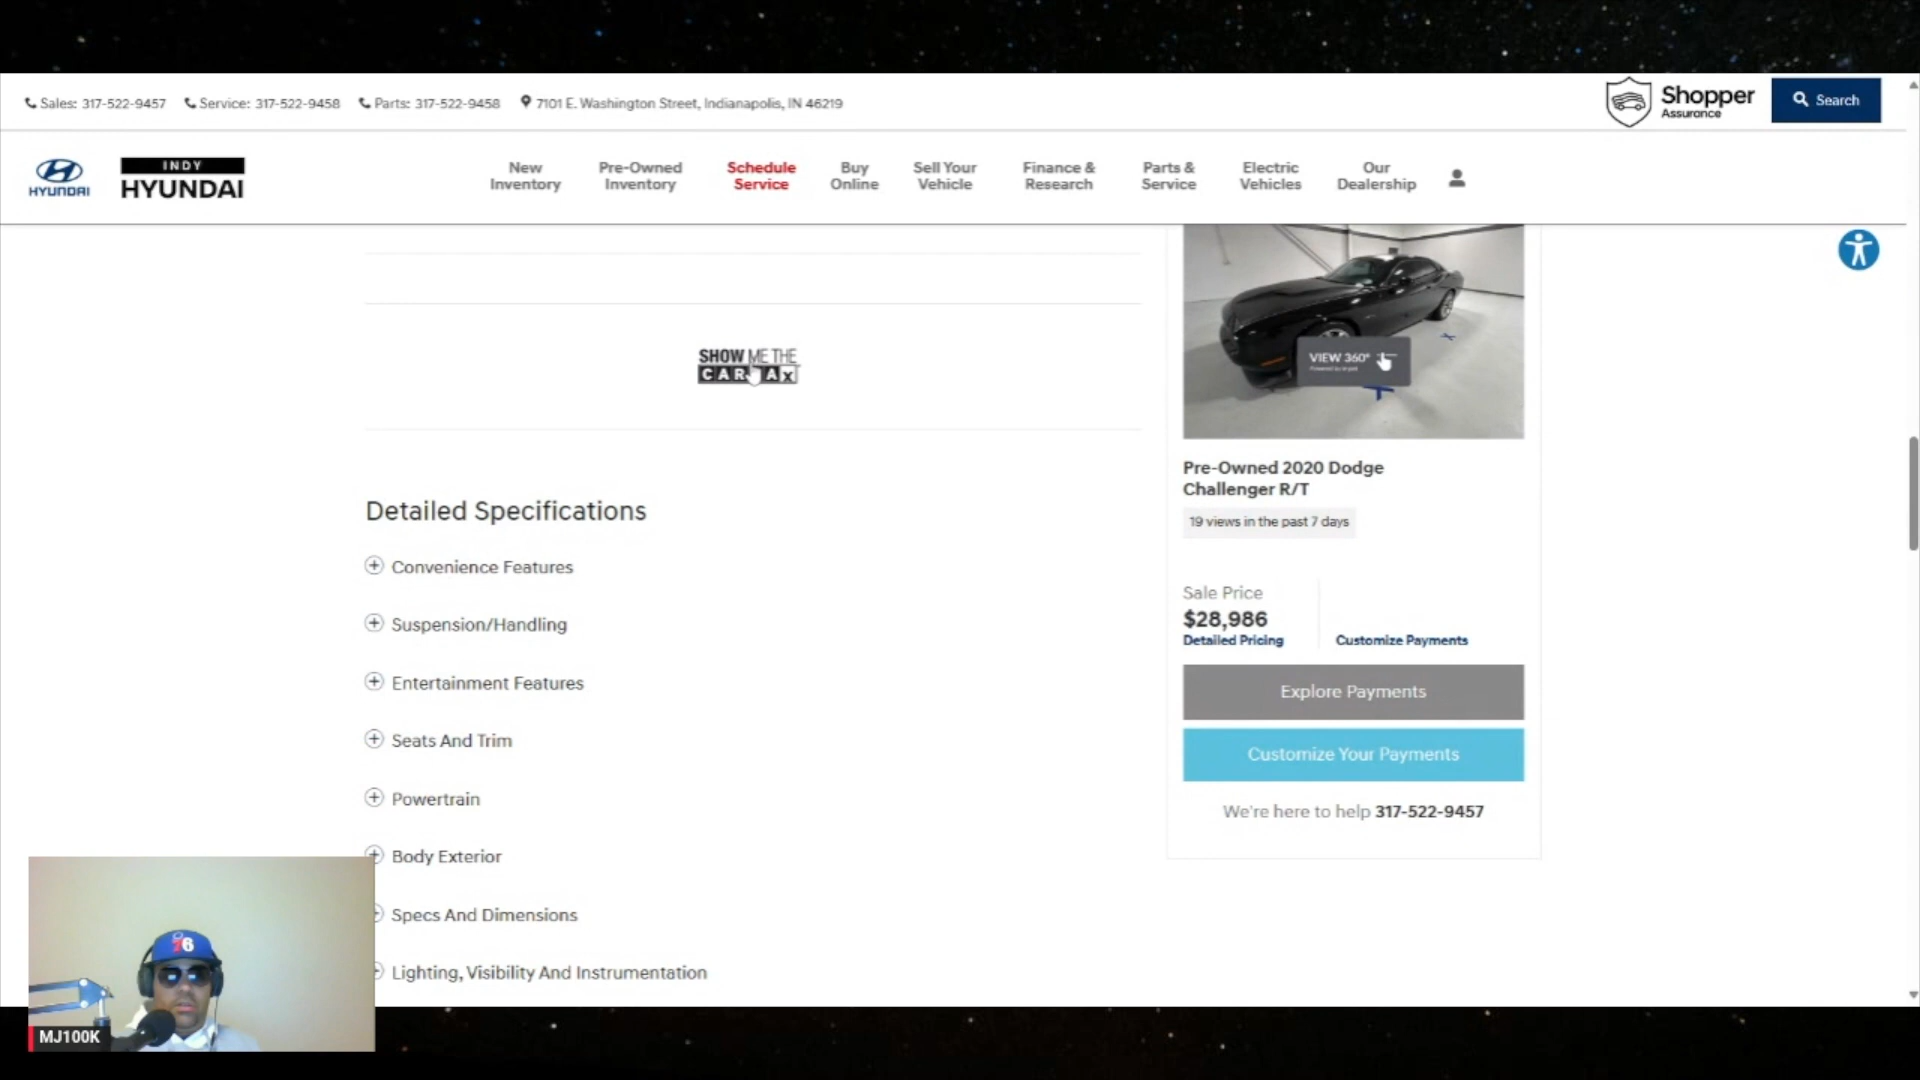 Sales: 317-522-9457 Service: 317-522-9458 Parts: 317-522-9458 7101 E. Washington Street, Indianapolis, IN 46219
Shopper
Assurance
Search
HYUNDAI
INDY
HYUNDAI
New
Inventory
Pre-Owned
Inventory
Schedule
Service
Buy
Online
Sell Your
Vehicle
Finance &
Research
Parts &
Service
Electric
Vehicles
Our
Dealership
SHOW ME THE
VIEW 360°
Pre-Owned 2020 Dodge
Challenger R/T
19 views in the past 7 days
Sale Price
$28,986
Detailed Pricing
Customize Payments
Explore Payments
Customize Your Payments
We're here to help 317-522-9457
Detailed Specifications
Convenience Features
Suspension/Handling
Entertainment Features
Seats And Trim
Powertrain
Body Exterior
Specs And Dimensions
Lighting, Visibility And Instrumentation
76
MJ100K